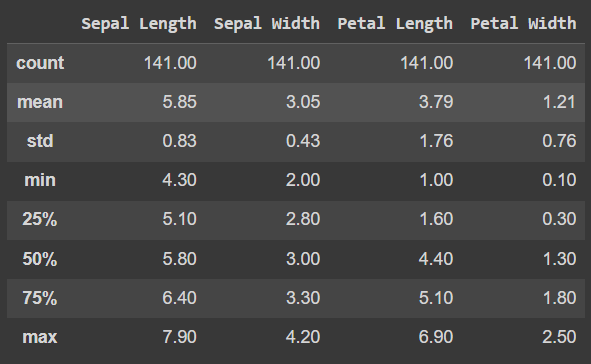 Sepal Length Sepal Width Petal Length Petal Width
count 141.00 141.00 141.00 141.00
mean 5.85 3.05 3.79 1.21
std 0.83 0.43 1.76 0.76
min 4.30 2.00 1.00 0.10
25% 5.10 2.80 1.60 0.30
50% 5.80 3.00 4.40 1.30
75% 6.40 3.30 5.10 1.80
max 7.90 4.20 6.90 2.50